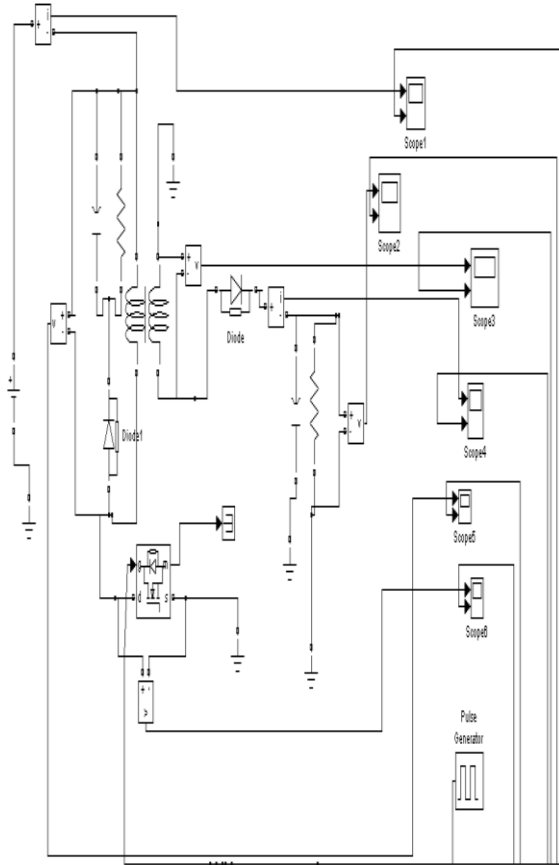 +
i
-
Scope1
Scope2
+
v
-
Scope3
Diode
+
i
-
+
v
-
+
v
-
Scope4
+
Diode1
Scope5
g
m
d
s
Scope6
+
-
v
Pulse
Generator